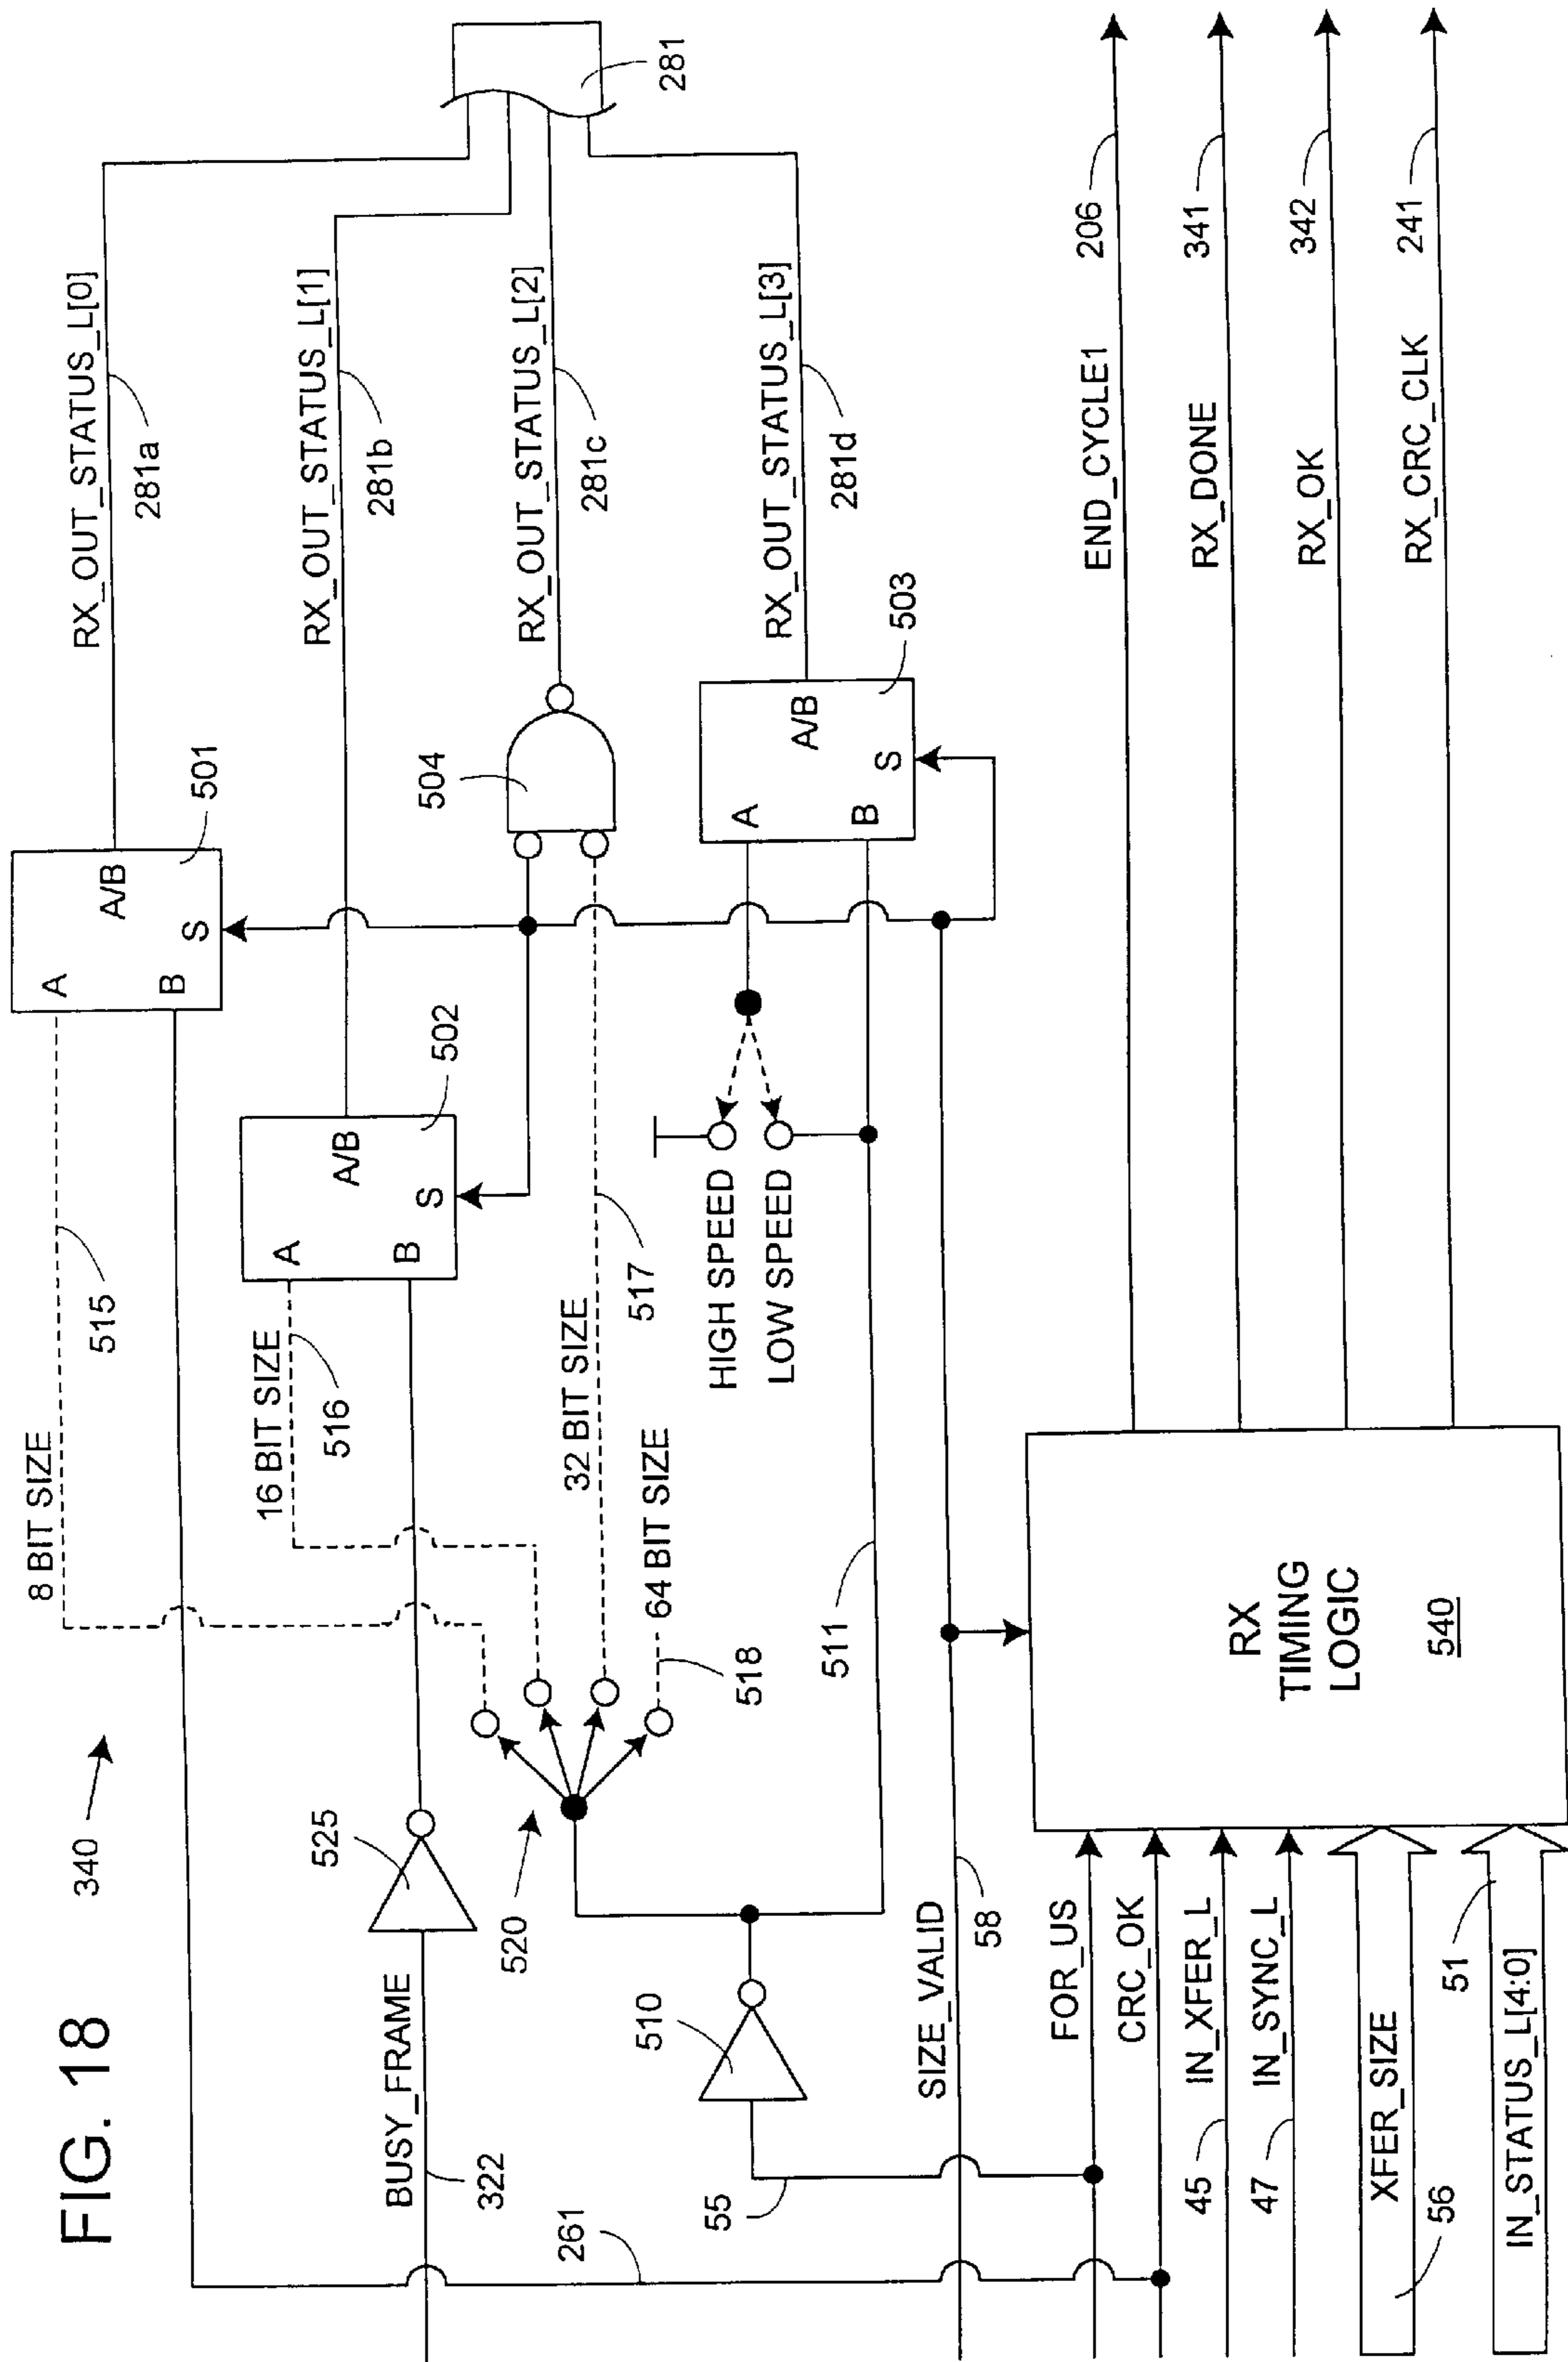 FIG. 18
340
8 BIT SIZE
515
A
B
A/B
S
501
RX_OUT_STATUS_L[0]
281a
16 BIT SIZE
516
A
B
A/B
S
502
RX_OUT_STATUS_L[1]
281b
BUSY_FRAME
322
525
520
32 BIT SIZE
517
64 BIT SIZE
518
504
RX_OUT_STATUS_L[2]
281c
281
HIGH SPEED
LOW SPEED
A
B
A/B
S
503
RX_OUT_STATUS_L[3]
281d
261
55
510
511
SIZE_VALID
58
FOR_US
CRC_OK
45
IN_XFER_L
47
IN_SYNC_L
XFER_SIZE
56
51
IN_STATUS_L[4:0]
RX
TIMING
LOGIC
540
END_CYCLE1
206
RX_DONE
341
RX_OK
342
RX_CRC_CLK
241